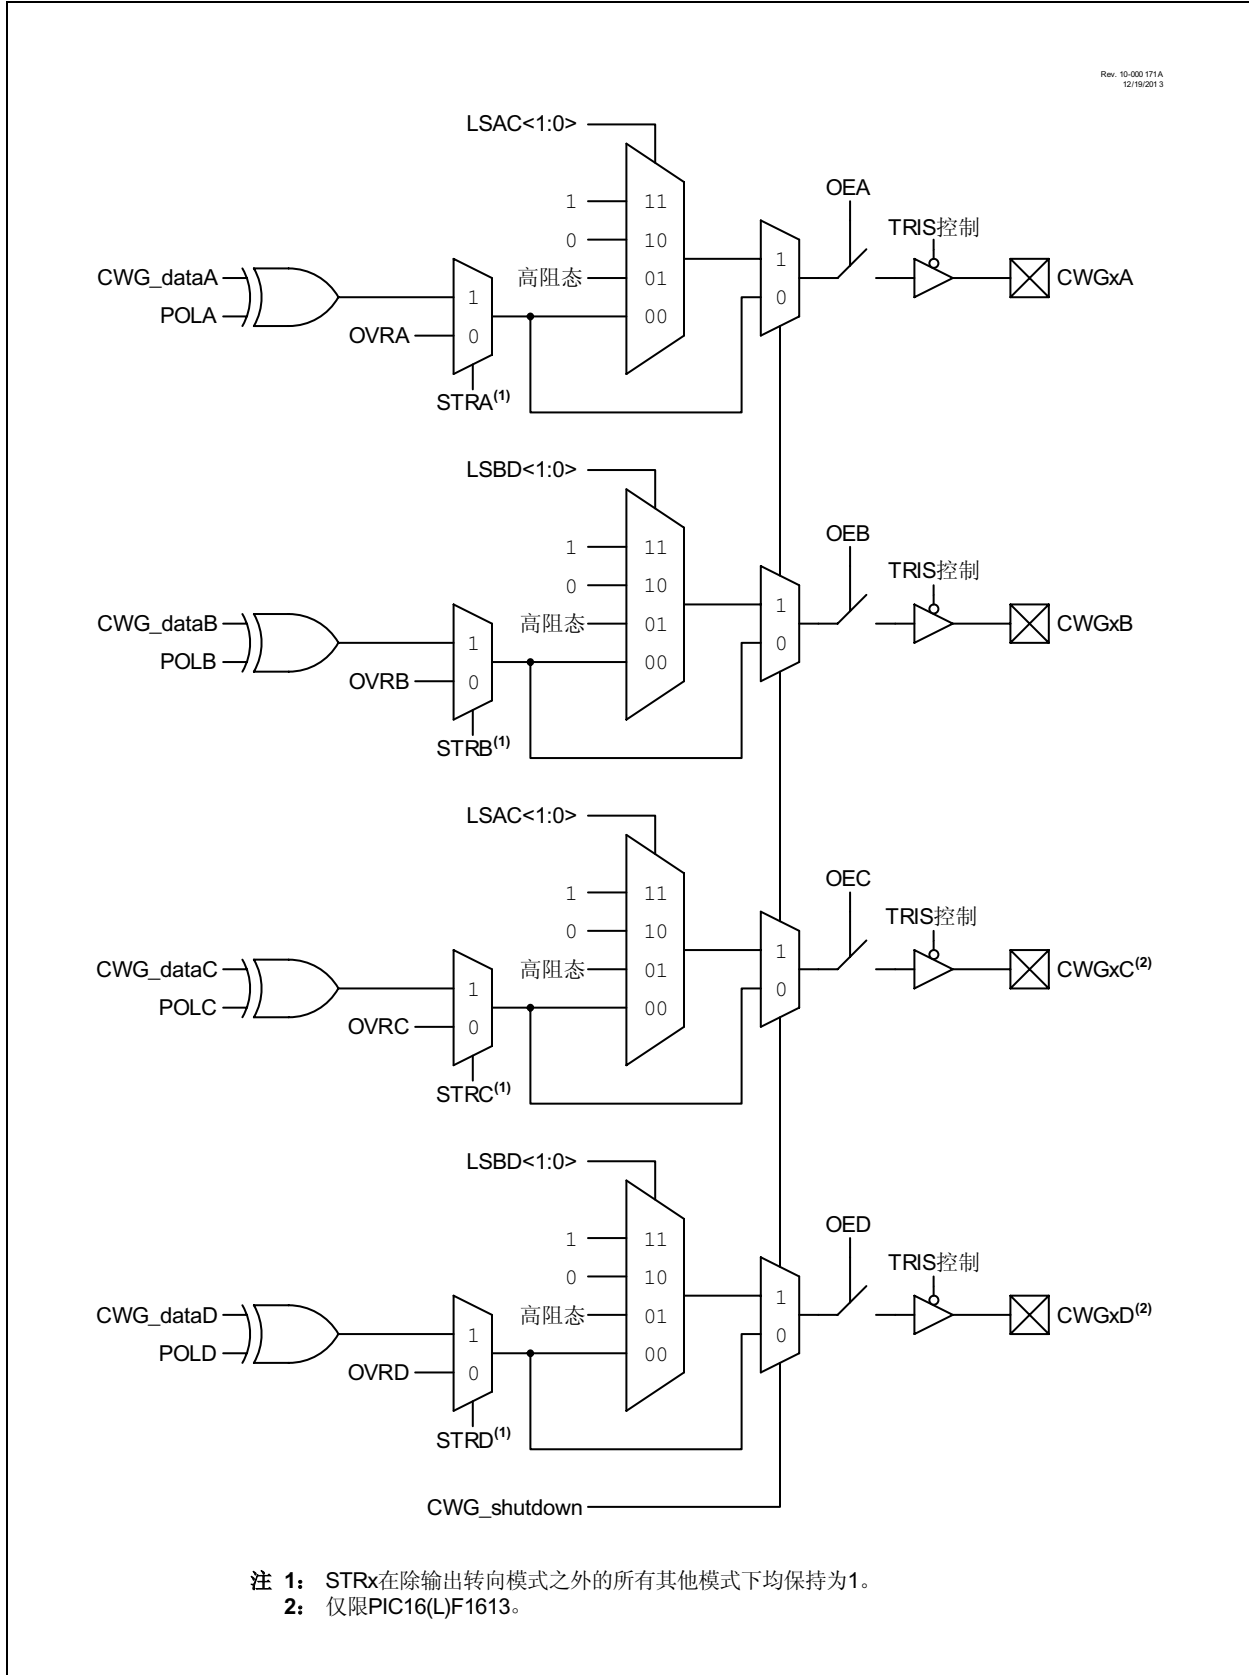 Rev. 10-000 171A
12/19/2013
LSAC<1:0>
1 11
0 10
高阻态 01
00
CWG_dataA
POLA
OVRA
1
0
STRA(1)
1
0
OEA
TRIS控制
CWGxA
LSBD<1:0>
1 11
0 10
高阻态 01
00
CWG_dataB
POLB
OVRB
1
0
STRB(1)
1
0
OEB
TRIS控制
CWGxB
LSAC<1:0>
1 11
0 10
高阻态 01
00
CWG_dataC
POLC
OVRC
1
0
STRC(1)
1
0
OEC
TRIS控制
CWGxC(2)
LSBD<1:0>
1 11
0 10
高阻态 01
00
CWG_dataD
POLD
OVRD
1
0
STRD(1)
1
0
OED
TRIS控制
CWGxD(2)
CWG_shutdown
注 1： STRx在除输出转向模式之外的所有其他模式下均保持为1。
2： 仅限PIC16(L)F1613。